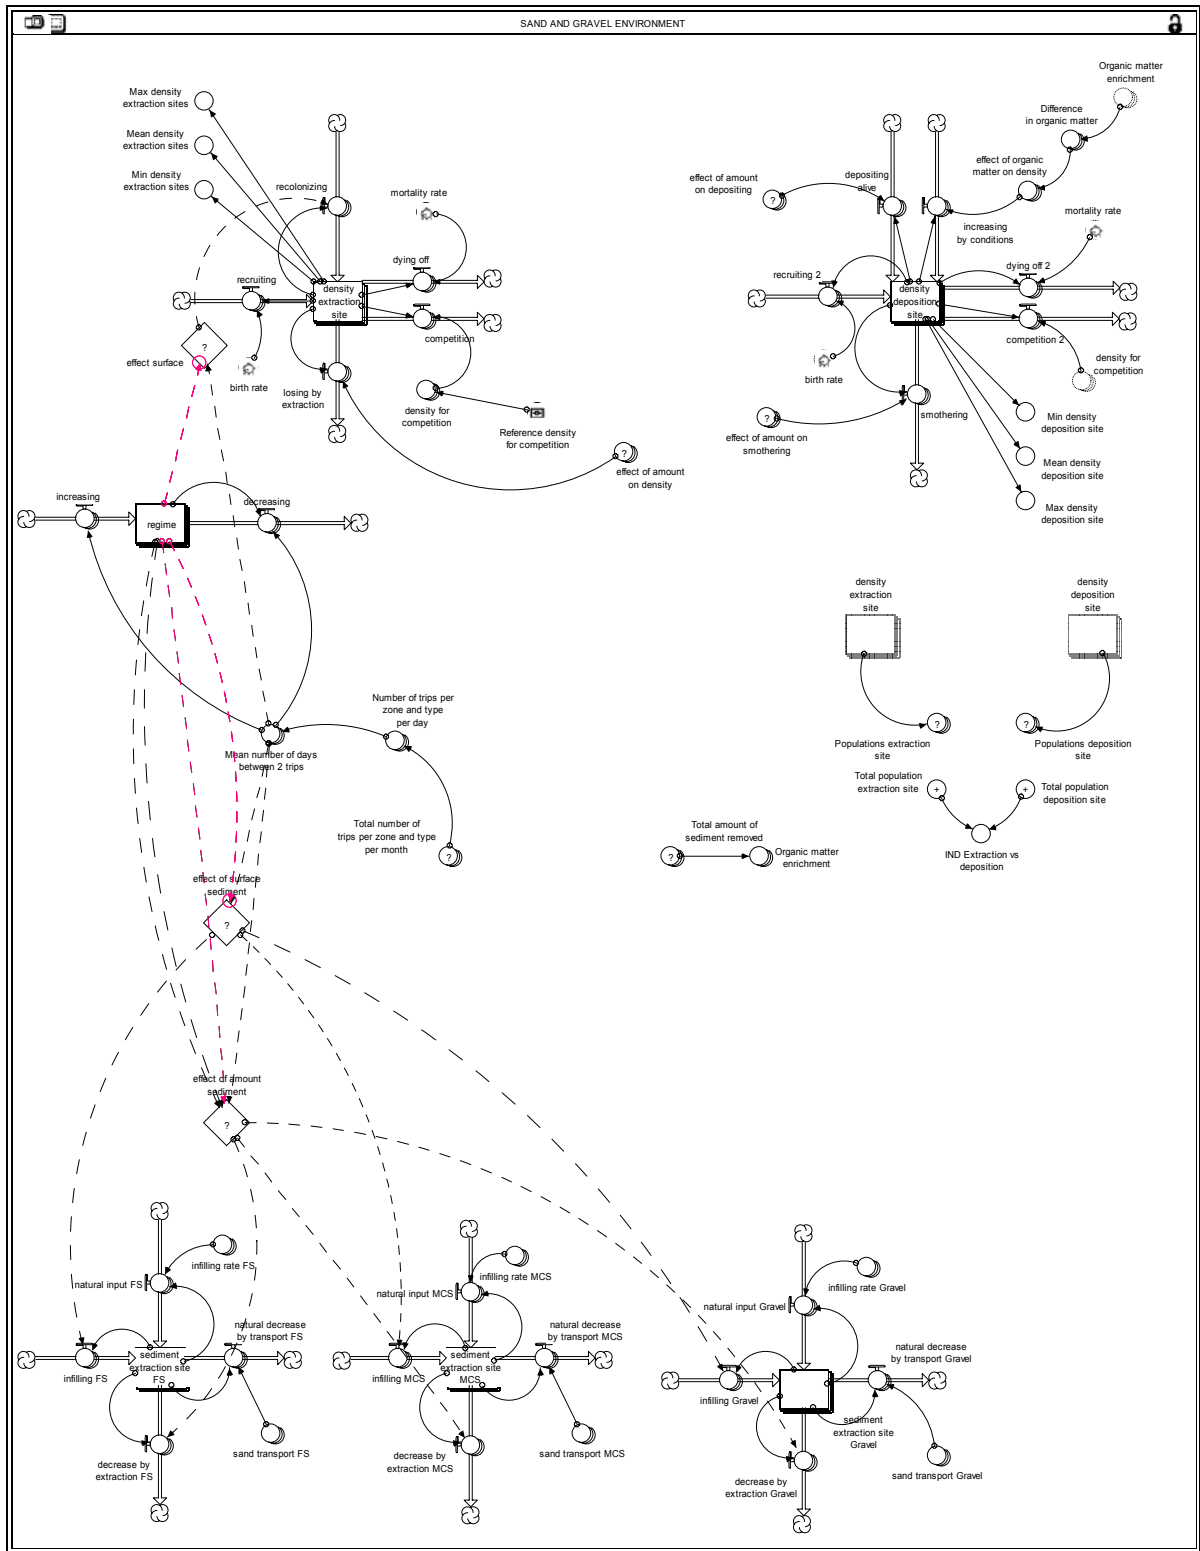 SAND AND GRAVEL ENVIRONMENT
Organic matter
enrichment
Max density
extraction sites
Difference
in organic matter
Mean density
extraction sites
effect of organic
matter on density
Min density
extraction sites
recolonizing
mortality rate
effect of amount
on depositing
depositing
alive
mortality rate
increasing
by conditions
dying off
recruiting
density
extraction
site
recruiting 2
density
deposition
site
dying off 2
competition
competition 2
effect surface
?
?
birth rate
losing by
extraction
density for
competition
Reference density
for competition
birth rate
density for
competition
?
effect of amount on
smothering
smothering
Min density
deposition site
?
effect of amount
on density
Mean density
deposition site
Max density
deposition site
increasing
regime
decreasing
density
extraction
site
density
deposition
site
Number of trips per
zone and type
per day
Mean number of days
between 2 trips
?
Populations extraction
site
?
Populations deposition
site
Total population
extraction site
+
+
Total population
deposition site
Total number of
trips per zone and type
per month
?
Total amount of
sediment removed
?
Organic matter
enrichment
IND Extraction vs
deposition
effect of surface
sediment
?
effect of amount
sediment
?
infilling rate FS
natural input FS
natural decrease
by transport FS
sediment
extraction site
FS
infilling FS
decrease by
extraction FS
sand transport FS
infilling rate MCS
natural input MCS
natural decrease
by transport MCS
sediment
extraction site
MCS
infilling MCS
decrease by
extraction MCS
sand transport MCS
infilling rate Gravel
natural input Gravel
natural decrease
by transport Gravel
infilling Gravel
sediment
extraction site
Gravel
decrease by
extraction Gravel
sand transport Gravel